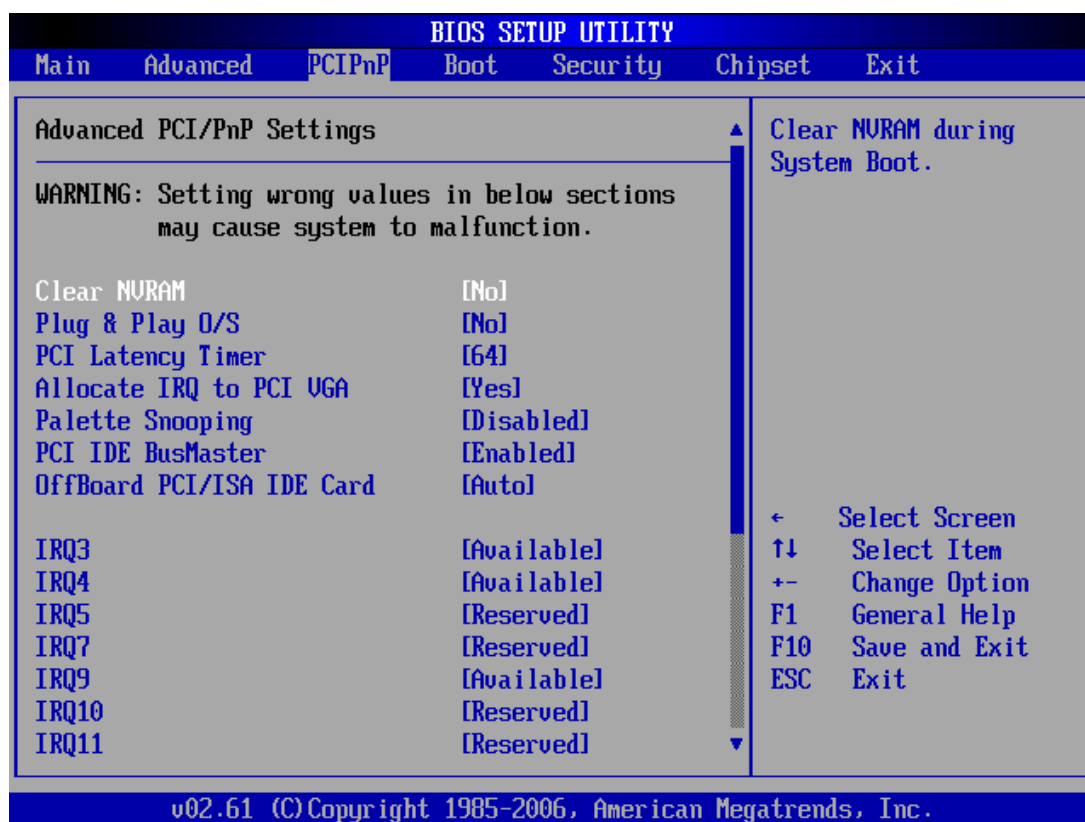 BIOS SETUP UTILITY
Main Advanced PCIPnP Boot Security Chipset Exit
Advanced PCI/PnP Settings
WARNING: Setting wrong values in below sections
may cause system to malfunction.
Clear NVRAM [No]
Plug & Play O/S [No]
PCI Latency Timer [64]
Allocate IRQ to PCI VGA [Yes]
Palette Snooping [Disabled]
PCI IDE BusMaster [Enabled]
OffBoard PCI/ISA IDE Card [Auto]
IRQ3 [Available]
IRQ4 [Available]
IRQ5 [Reserved]
IRQ7 [Reserved]
IRQ9 [Available]
IRQ10 [Reserved]
IRQ11 [Reserved]
Clear NVRAM during
System Boot.
← Select Screen
↑↓ Select Item
+- Change Option
F1 General Help
F10 Save and Exit
ESC Exit
v02.61 (C)Copyright 1985-2006, American Megatrends, Inc.